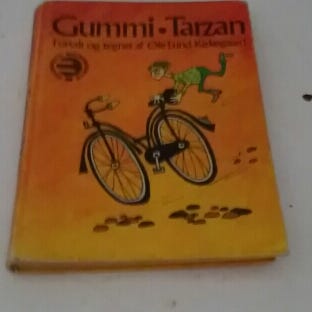 Gummi • Tarzan
Fortalt og tegnet af Ole Lund Kirkegaard